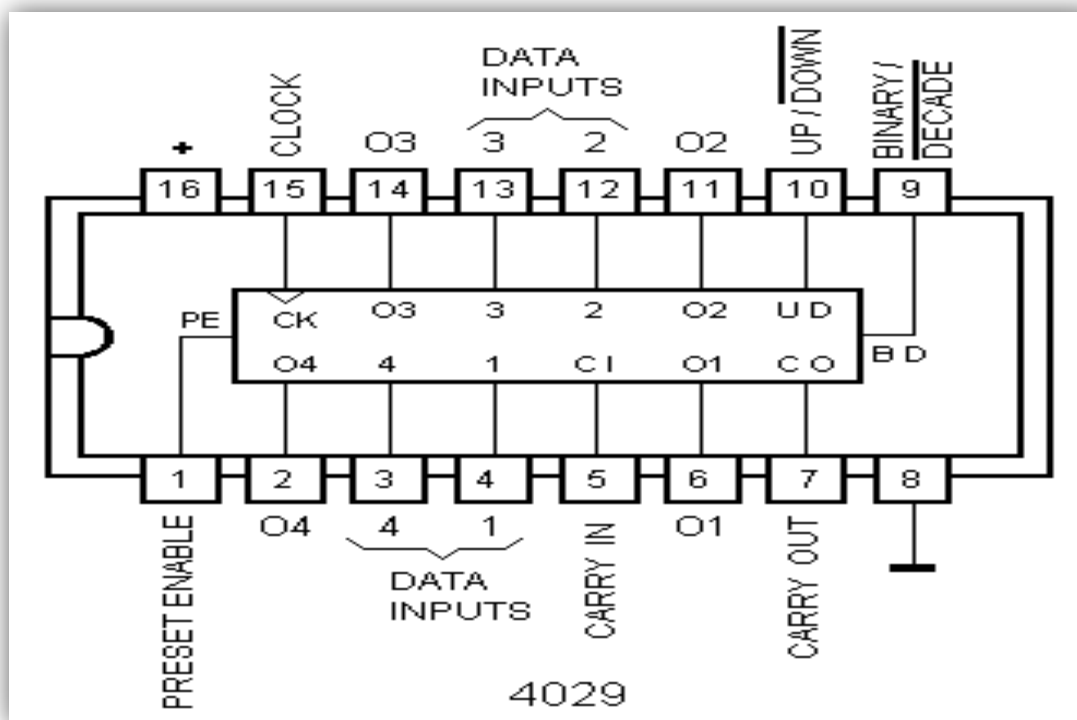 DATA
INPUTS
+
CLOCK
O3
3
2
O2
UP / DOWN
BINARY /
DECADE
16
15
14
13
12
11
10
9
PE
CK
O3
3
2
O2
U D
O4
4
1
C I
O1
C O
B D
1
2
3
4
5
6
7
8
PRESET ENABLE
O4
4
1
DATA
INPUTS
CARRY IN
O1
CARRY OUT
4029